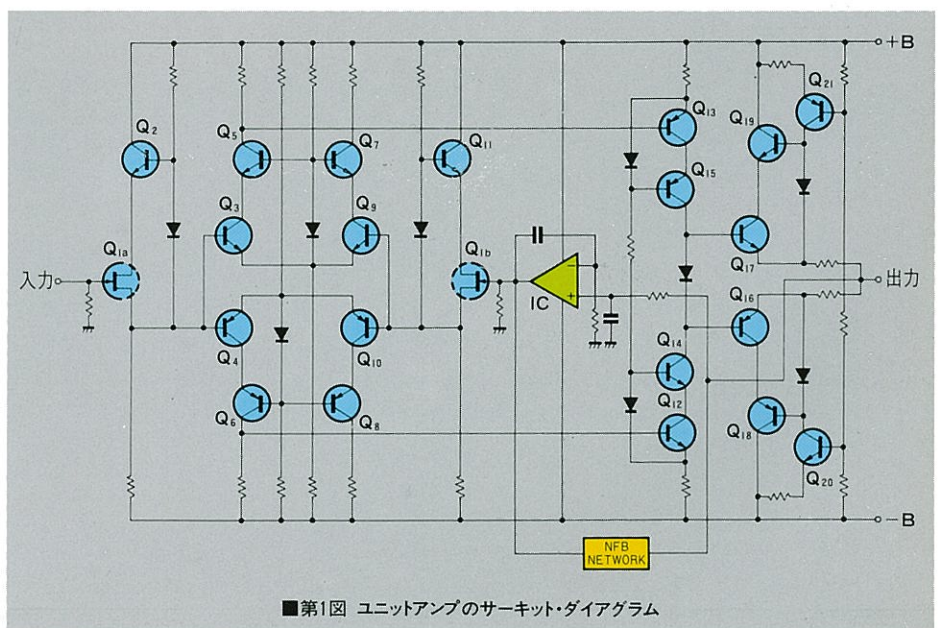 +B
Q2
Q5
Q7
Q11
Q13
Q19
Q21
Q3
Q9
Q15
Q1a
Q1b
Q17
入力
−
+
IC
出力
Q4
Q10
Q16
Q14
Q6
Q8
Q12
Q18
Q20
−B
NFB
NETWORK
■第1図 ユニットアンプのサーキット・ダイアグラム